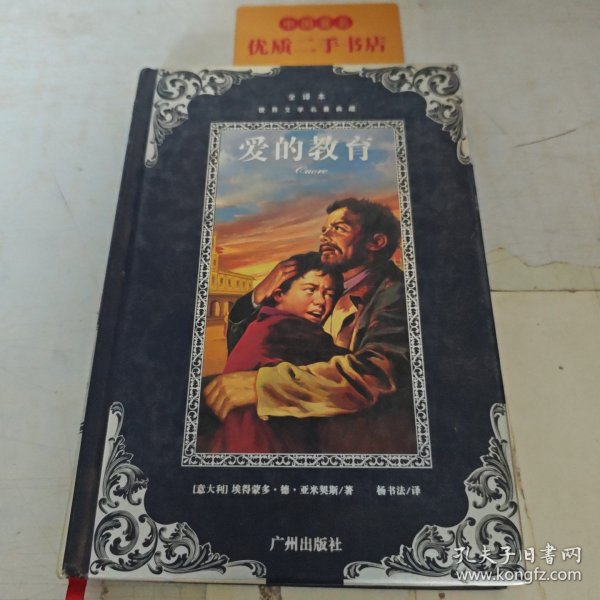 优质二手书店
全译本
世界文学名著典藏
爱的教育
Cuore
[意大利] 埃得蒙多·德·亚米契斯/著 杨书法/译
广州出版社
孔夫子旧书网
www.kongfz.com